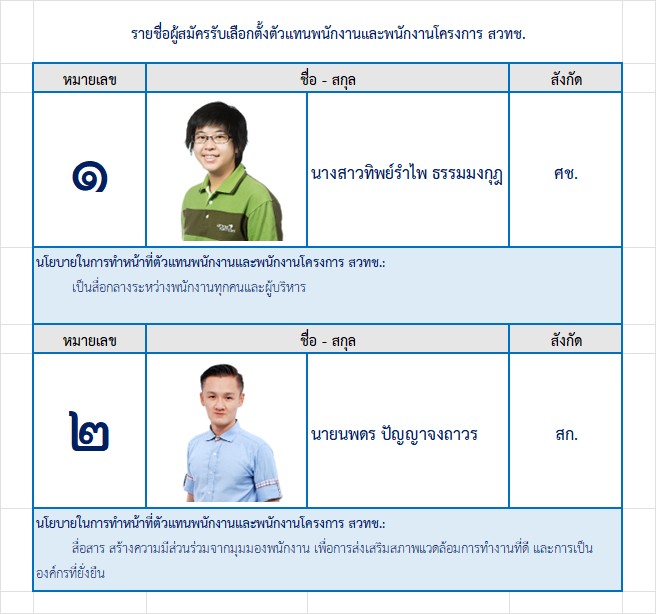 รายชื่อผู้สมัครรับเลือกตั้งตัวแทนพนักงานและพนักงานโครงการ สวทช.
หมายเลข ชื่อ - สกุล สังกัด
๑ นางสาวทิพย์รำไพ ธรรมมงกุฎ ศช.
นโยบายในการทำหน้าที่ตัวแทนพนักงานและพนักงานโครงการ สวทช.:
เป็นสื่อกลางระหว่างพนักงานทุกคนและผู้บริหาร
หมายเลข ชื่อ - สกุล สังกัด
๒ นายนพดร ปัญญาจงถาวร สก.
นโยบายในการทำหน้าที่ตัวแทนพนักงานและพนักงานโครงการ สวทช.:
สื่อสาร สร้างความมีส่วนร่วมจากมุมมองพนักงาน เพื่อการส่งเสริมสภาพแวดล้อมการทำงานที่ดี และการเป็น
องค์กรที่ยั่งยืน